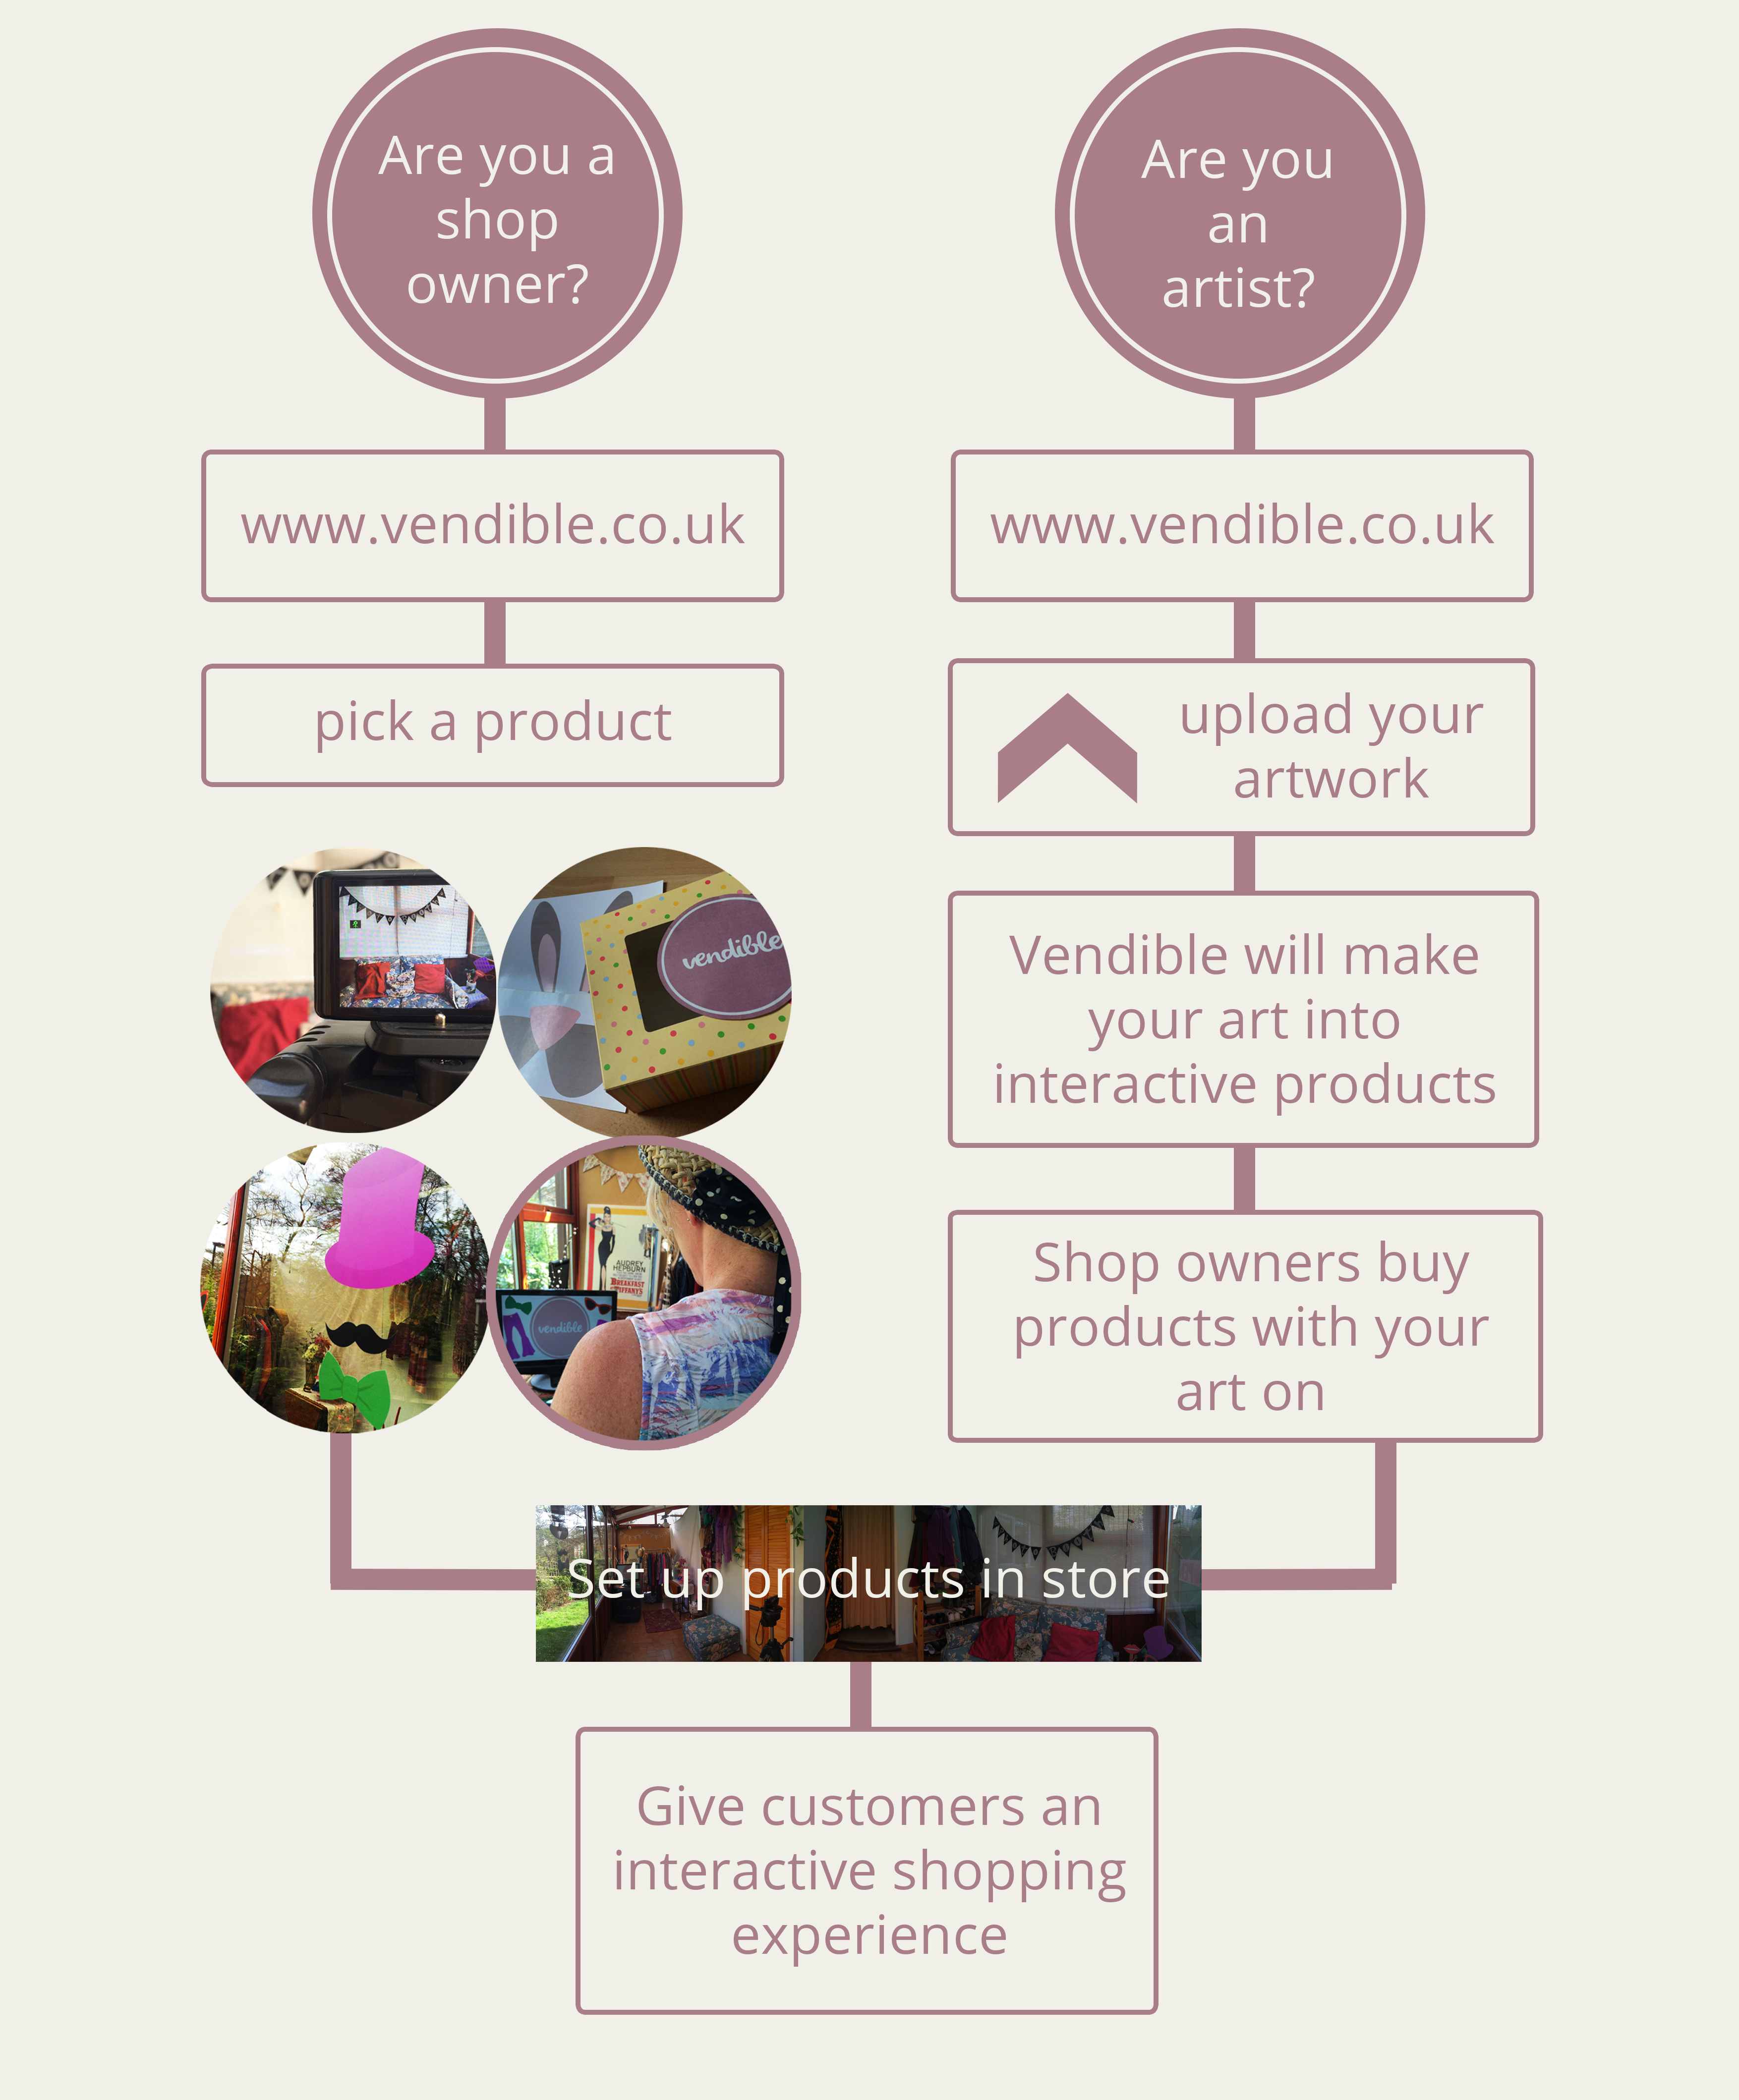 Are you a
shop
owner?
www.vendible.co.uk
pick a product
vendible
AUDREY
HEPBURN
BREAKFAST
TIFFANY'S
vendible
Are you
an
artist?
www.vendible.co.uk
upload your
artwork
Vendible will make
your art into
interactive products
Shop owners buy
products with your
art on
Set up products in store
Give customers an
interactive shopping
experience